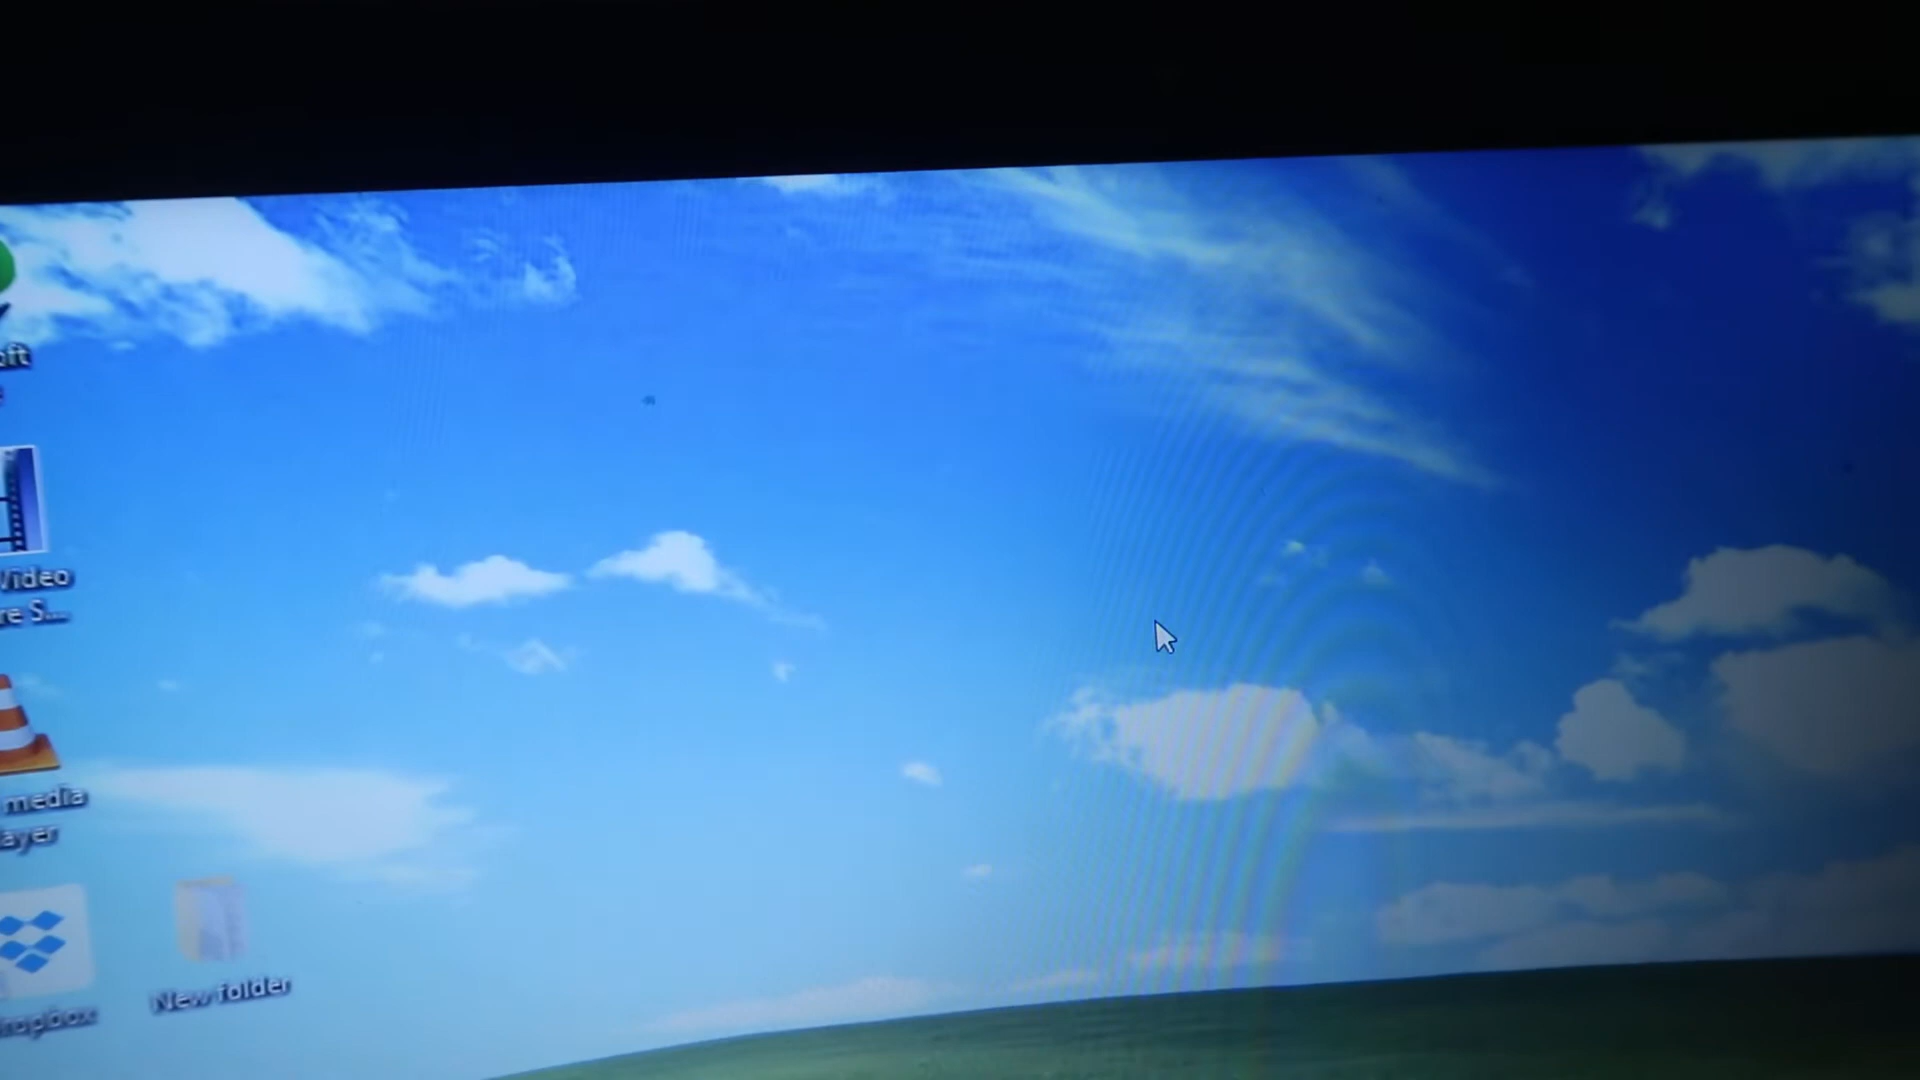 oft
Video
re S...
media
ayer
ropbox
New folder